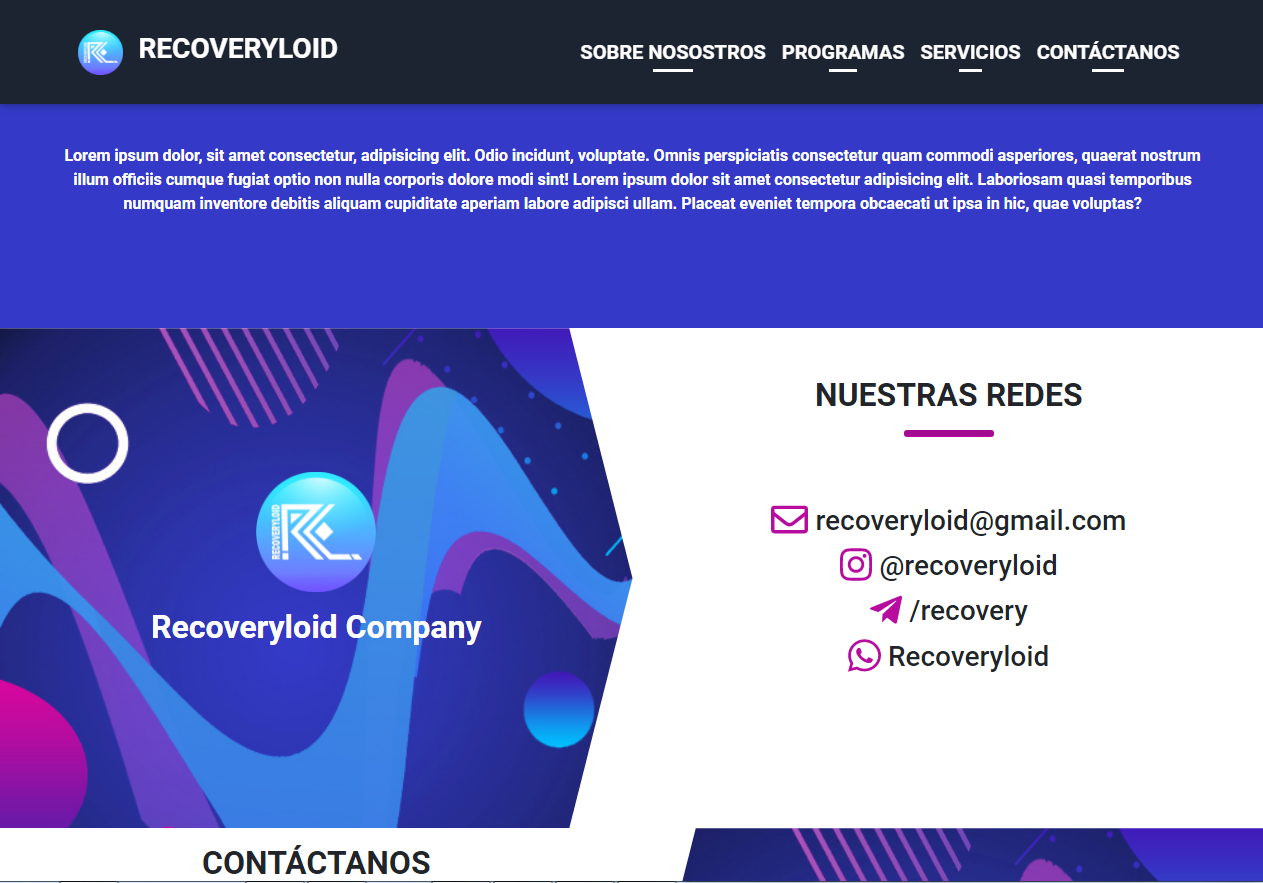 RECOVERYLOID
SOBRE NOSOSTROS PROGRAMAS SERVICIOS CONTÁCTANOS
Lorem ipsum dolor, sit amet consectetur, adipisicing elit. Odio incidunt, voluptate. Omnis perspiciatis consectetur quam commodi asperiores, quaerat nostrum
illum officiis cumque fugiat optio non nulla corporis dolore modi sint! Lorem ipsum dolor sit amet consectetur adipisicing elit. Laboriosam quasi temporibus
numquam inventore debitis aliquam cupiditate aperiam labore adipisci ullam. Placeat eveniet tempora obcaecati ut ipsa in hic, quae voluptas?
RECOVERYLOID
Recoveryloid Company
NUESTRAS REDES
recoveryloid@gmail.com
@recoveryloid
/recovery
Recoveryloid
CONTÁCTANOS